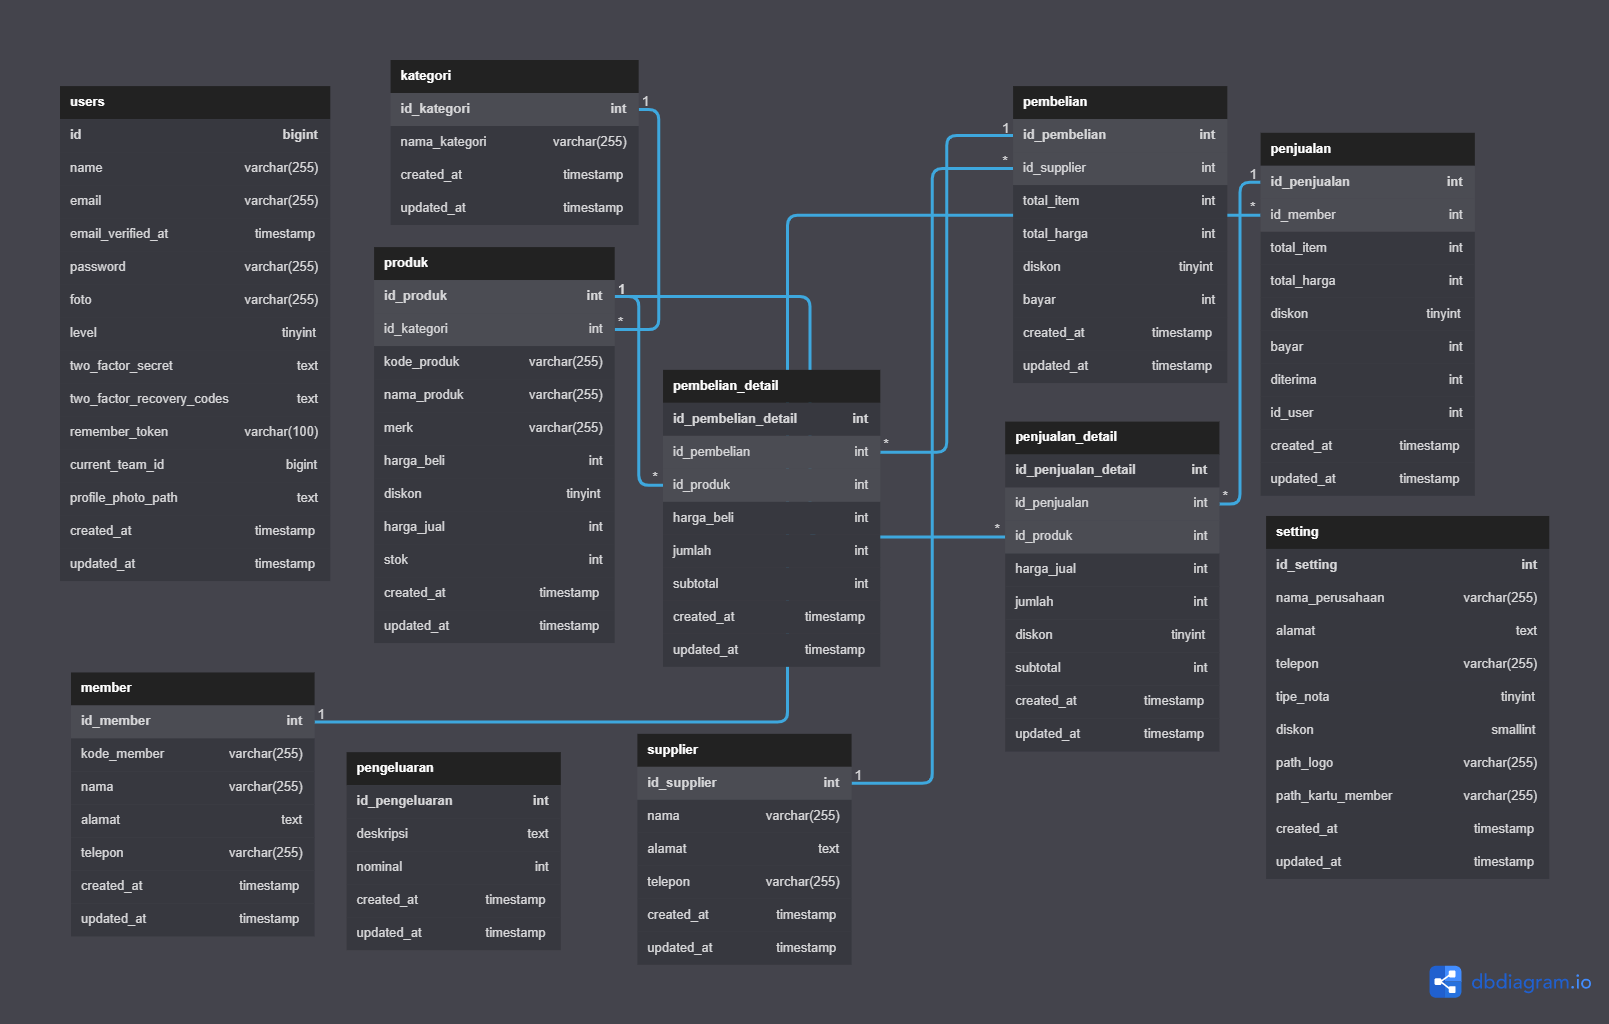 users
id bigint
name varchar(255)
email varchar(255)
email_verified_at timestamp
password varchar(255)
foto varchar(255)
level tinyint
two_factor_secret text
two_factor_recovery_codes text
remember_token varchar(100)
current_team_id bigint
profile_photo_path text
created_at timestamp
updated_at timestamp
kategori
id_kategori int 1
nama_kategori varchar(255)
created_at timestamp
updated_at timestamp
produk
id_produk int 1
id_kategori int *
kode_produk varchar(255)
nama_produk varchar(255)
merk varchar(255)
harga_beli int
diskon tinyint
harga_jual int
stok int
created_at timestamp
updated_at timestamp
pembelian_detail
id_pembelian_detail int
id_pembelian int *
* id_produk int
harga_beli int
jumlah int
subtotal int
created_at timestamp
updated_at timestamp
pembelian
1 id_pembelian int
* id_supplier int
total_item int
total_harga int
diskon tinyint
bayar int
created_at timestamp
updated_at timestamp
penjualan
1 id_penjualan int
* id_member int
total_item int
total_harga int
diskon tinyint
bayar int
diterima int
id_user int
created_at timestamp
updated_at timestamp
penjualan_detail
id_penjualan_detail int
id_penjualan int *
* id_produk int
harga_jual int
jumlah int
diskon tinyint
subtotal int
created_at timestamp
updated_at timestamp
setting
id_setting int
nama_perusahaan varchar(255)
alamat text
telepon varchar(255)
tipe_nota tinyint
diskon smallint
path_logo varchar(255)
path_kartu_member varchar(255)
created_at timestamp
updated_at timestamp
member
id_member int 1
kode_member varchar(255)
nama varchar(255)
alamat text
telepon varchar(255)
created_at timestamp
updated_at timestamp
pengeluaran
id_pengeluaran int
deskripsi text
nominal int
created_at timestamp
updated_at timestamp
supplier
id_supplier int 1
nama varchar(255)
alamat text
telepon varchar(255)
created_at timestamp
updated_at timestamp
dbdiagram.io